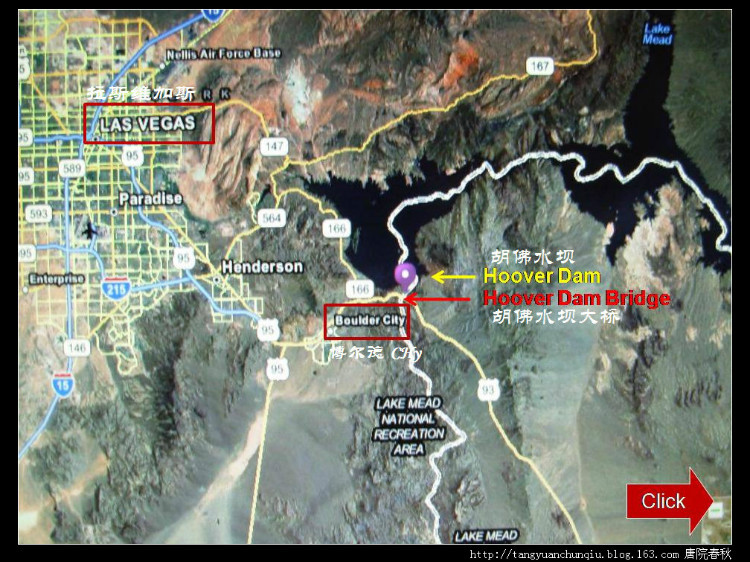 Lake
Mead
Nellis Air Force Base
167
拉斯维加斯
R K
LAS VEGAS
95
147
95
589
Paradise
593
564
166
95
Henderson
胡佛水坝
Hoover Dam
Enterprise
215
166
Hoover Dam Bridge
胡佛水坝大桥
Boulder City
95
146
博尔运 CHy
95
15
93
LAKE MEAD
NATIONAL
RECREATION
AREA
Click
LAKE MEAD
http://tangyuanchunqiu.blog.163.com 唐院春秋